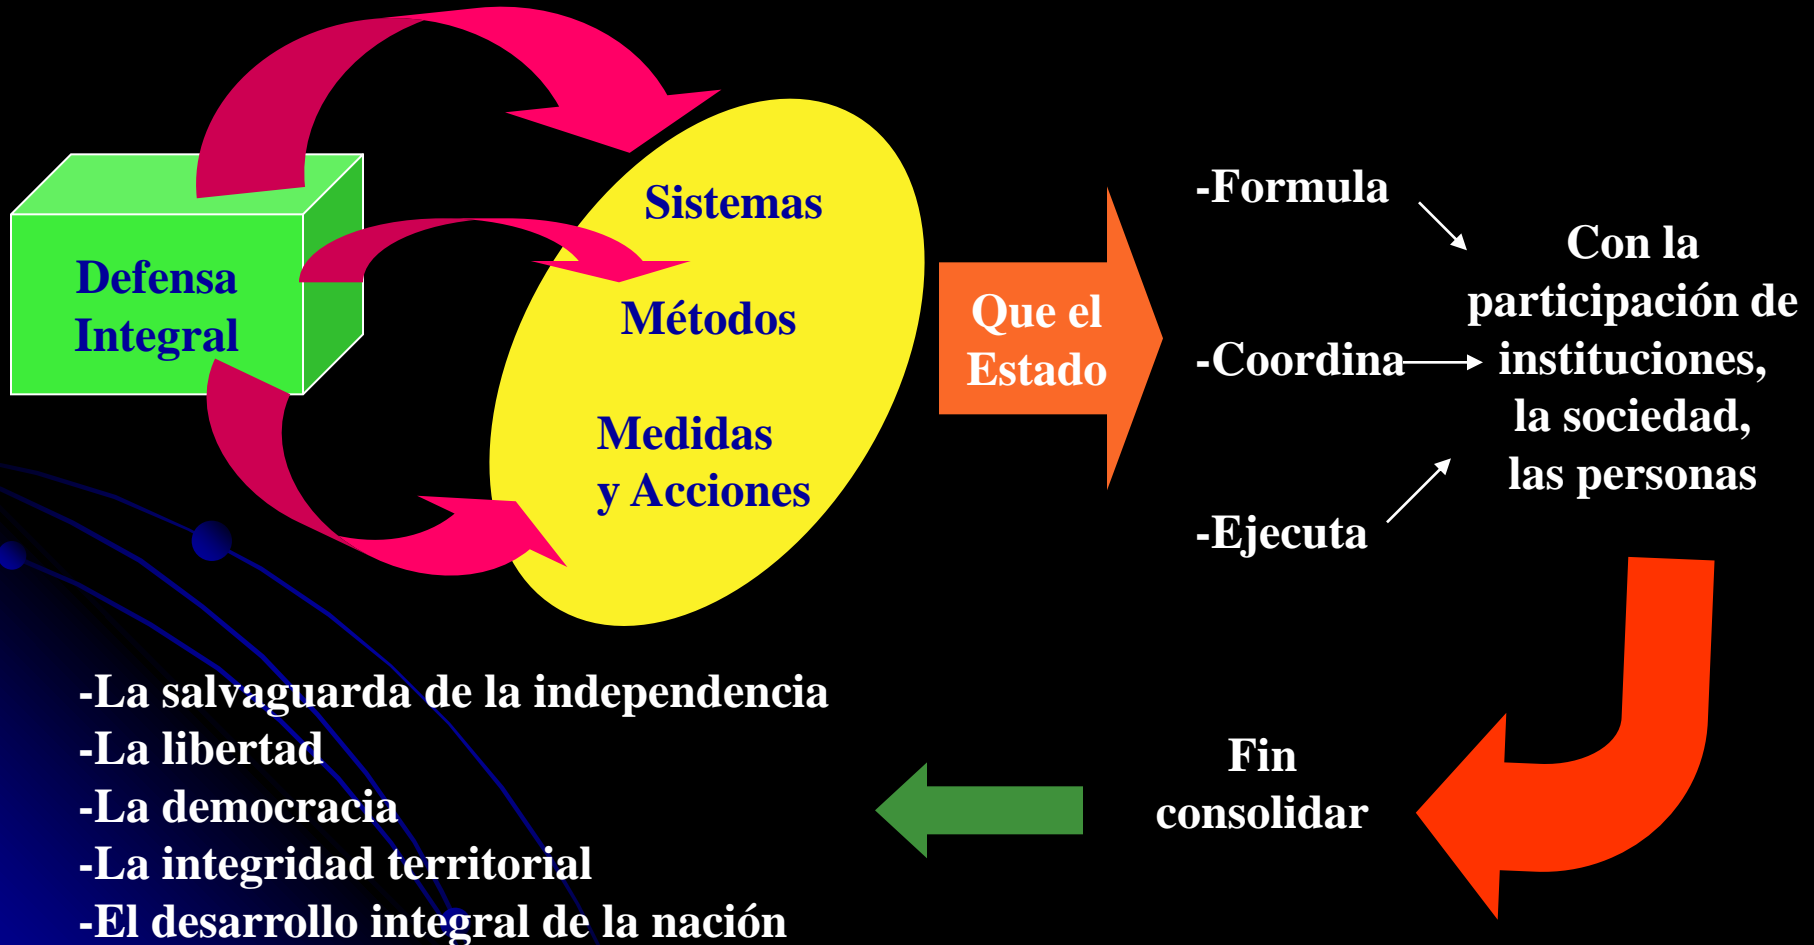 Defensa
Integral
Sistemas
Métodos
Medidas
y Acciones
Que el
Estado
-Formula
-Coordina
-Ejecuta
Con la
participación de
instituciones,
la sociedad,
las personas
Fin
consolidar
-La salvaguarda de la independencia
-La libertad
-La democracia
-La integridad territorial
-El desarrollo integral de la nación